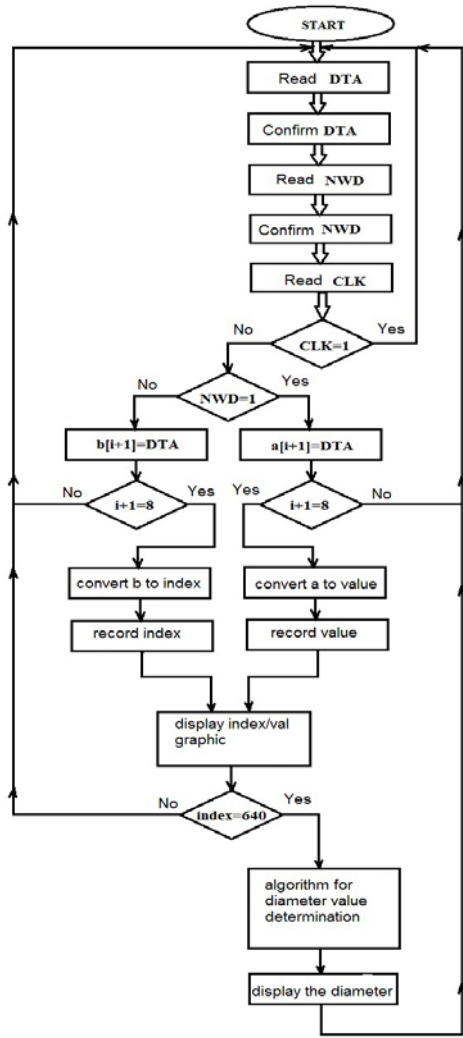 START
Read DTA
Confirm DTA
Read NWD
Confirm NWD
Read CLK
No
Yes
CLK=1
No
Yes
NWD=1
b[i+1]=DTA
a[i+1]=DTA
No
Yes
Yes
No
i+1=8
i+1=8
convert b to index
convert a to value
record index
record value
display index/val
graphic
No
Yes
index=640
algorithm for
diameter value
determination
display the diameter